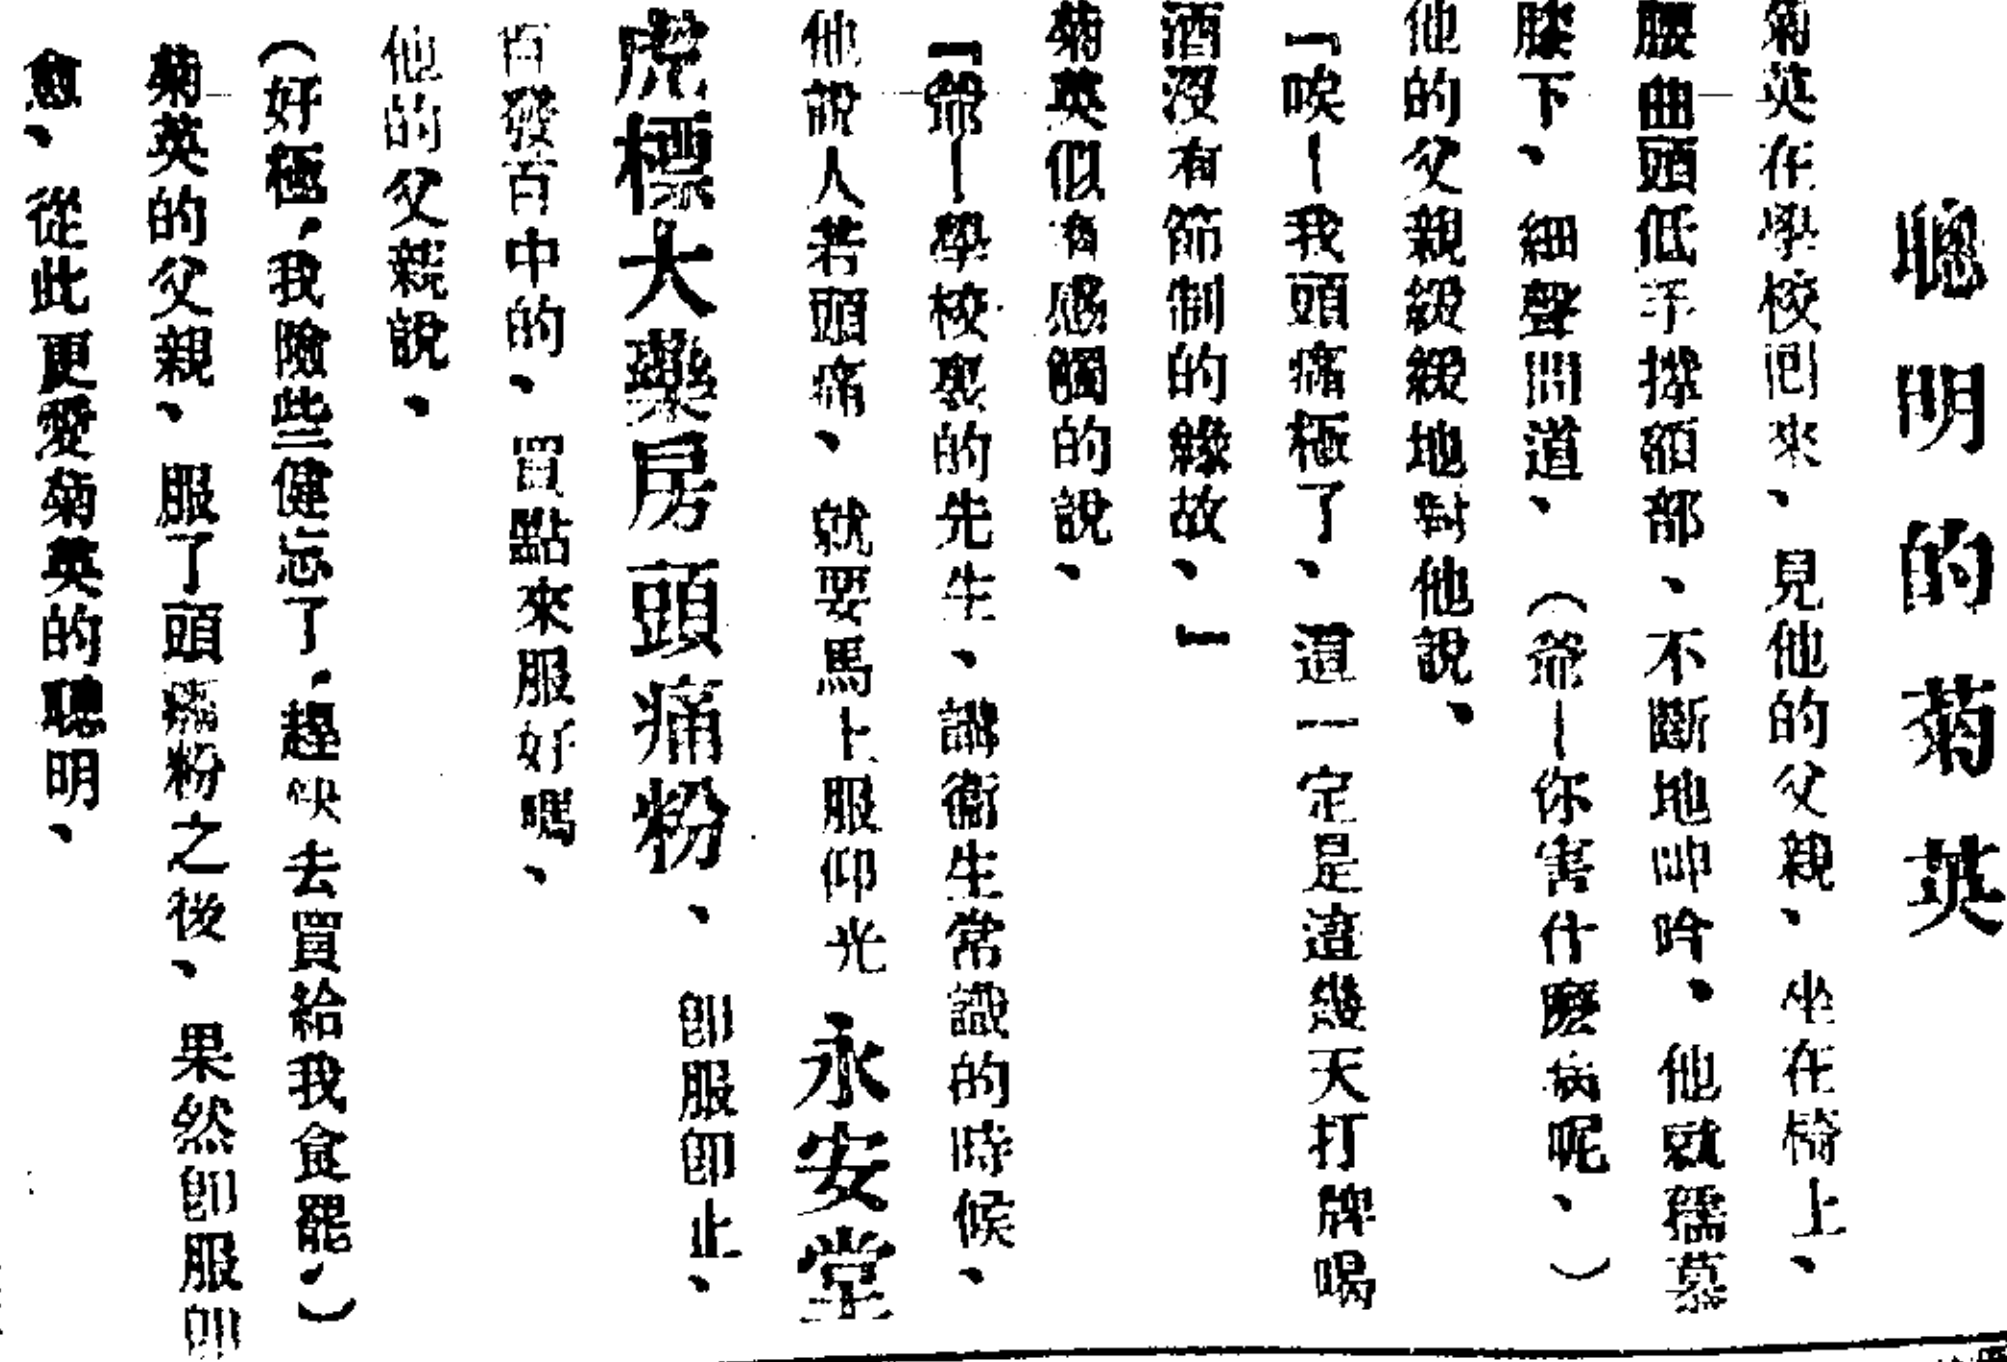 聰明的菊英
菊英在學校回來、見他的父親、坐在椅上、
腰曲頭低手撐額部、不斷地呻吟、他就孺慕
膝下、細聲問道、（爺—你害什麽病呢、）
他的父親緩緩地對他說、
「唉—我頭痛極了、這一定是這幾天打牌喝
酒沒有節制的緣故、」
菊英似有感觸的說、
「爺—學校裏的先生、講衞生常識的時候、
他說人若頭痛、就要馬上服仰光永安堂
虎標大藥房頭痛粉、即服即止、
百發百中的、買點來服好嗎、
他的父親說、
（好極，我險些健忘了，趕快去買給我食罷，）
菊英的父親、服了頭痛粉之後、果然即服即
愈、從此更愛菊英的聰明、